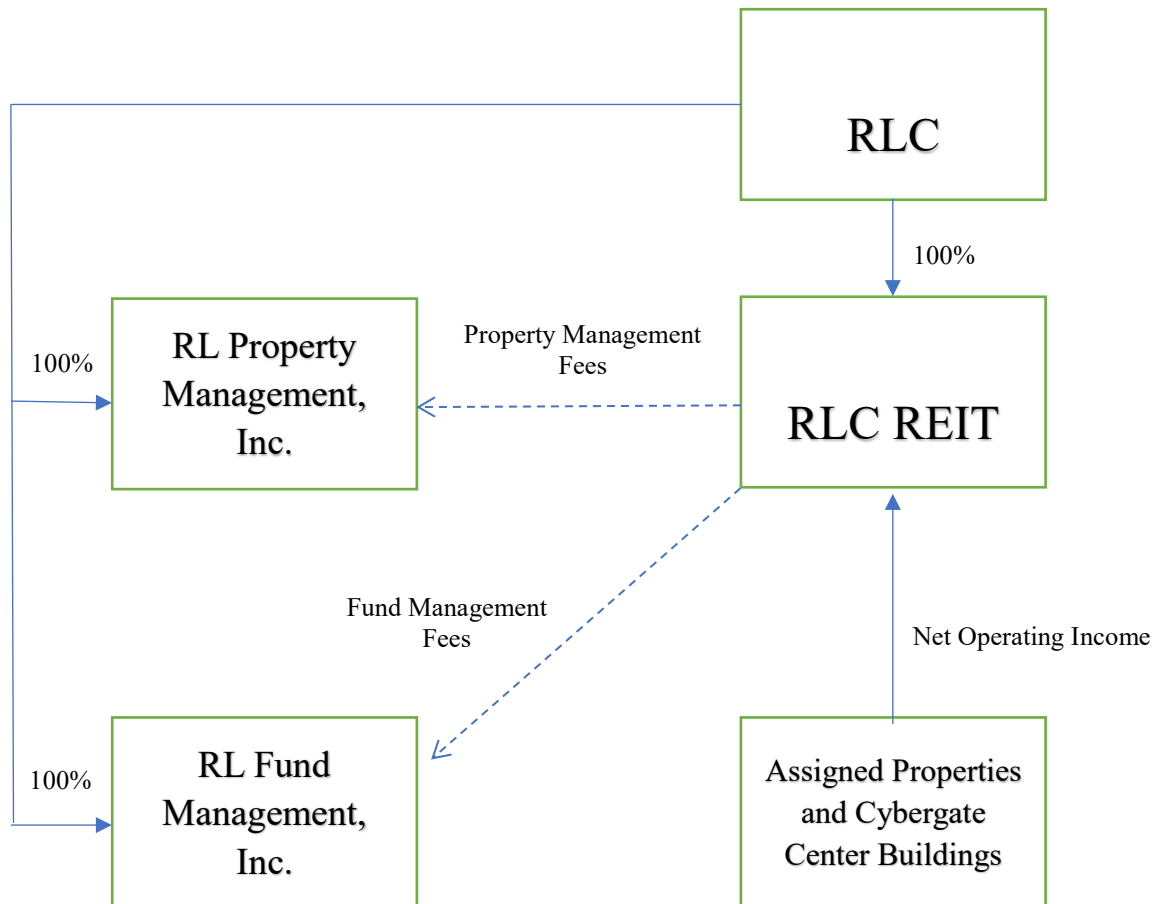 RLC
100%
100%
RL Property
Management,
Inc.
Property Management
Fees
RLC REIT
Fund Management
Fees
Net Operating Income
100%
RL Fund
Management,
Inc.
Assigned Properties
and Cybergate
Center Buildings